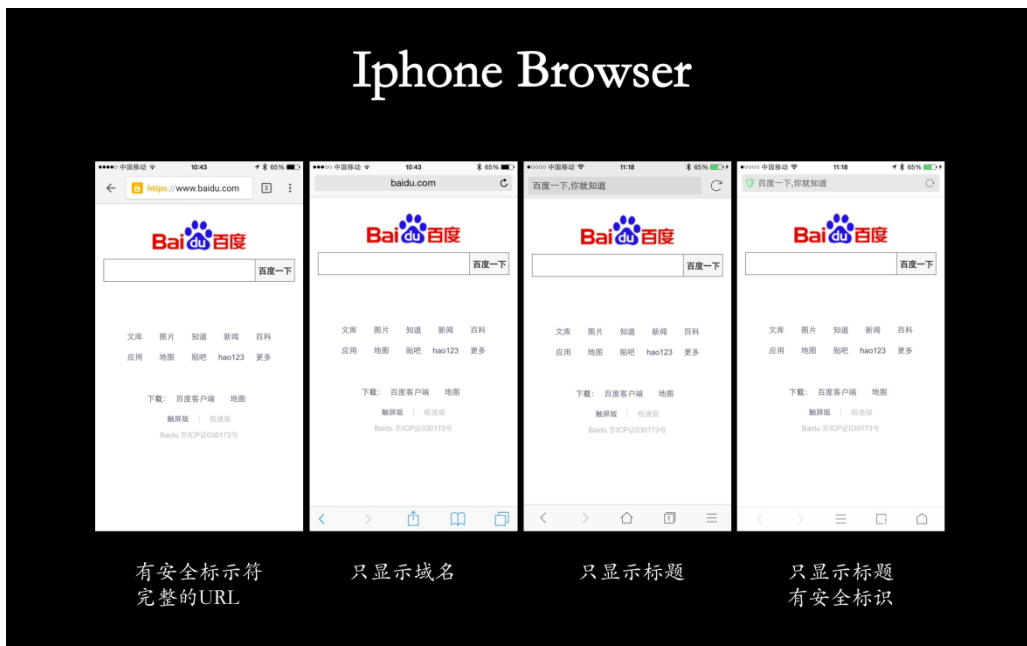 Iphone Browser
中国移动 10:43 65%
https://www.baidu.com 2
Bai du 百度
百度一下
文库 图片 知道 新闻 百科
应用 地图 贴吧 hao123 更多
下载: 百度客户端 地图
触屏版 极速版
Baidu 京ICP证030173号
有安全标示符
完整的URL
中国移动 10:43 65%
baidu.com
Bai du 百度
百度一下
文库 图片 知道 新闻 百科
应用 地图 贴吧 hao123 更多
下载: 百度客户端 地图
触屏版 极速版
Baidu 京ICP证030173号
只显示域名
中国移动 11:18 65%
百度一下,你就知道
Bai du 百度
百度一下
文库 图片 知道 新闻 百科
应用 地图 贴吧 hao123 更多
下载: 百度客户端 地图
触屏版 极速版
Baidu 京ICP证030173号
1
只显示标题
中国移动 11:18 65%
百度一下,你就知道
Bai du 百度
百度一下
文库 图片 知道 新闻 百科
应用 地图 贴吧 hao123 更多
下载: 百度客户端 地图
触屏版 极速版
Baidu 京ICP证030173号
只显示标题
有安全标识